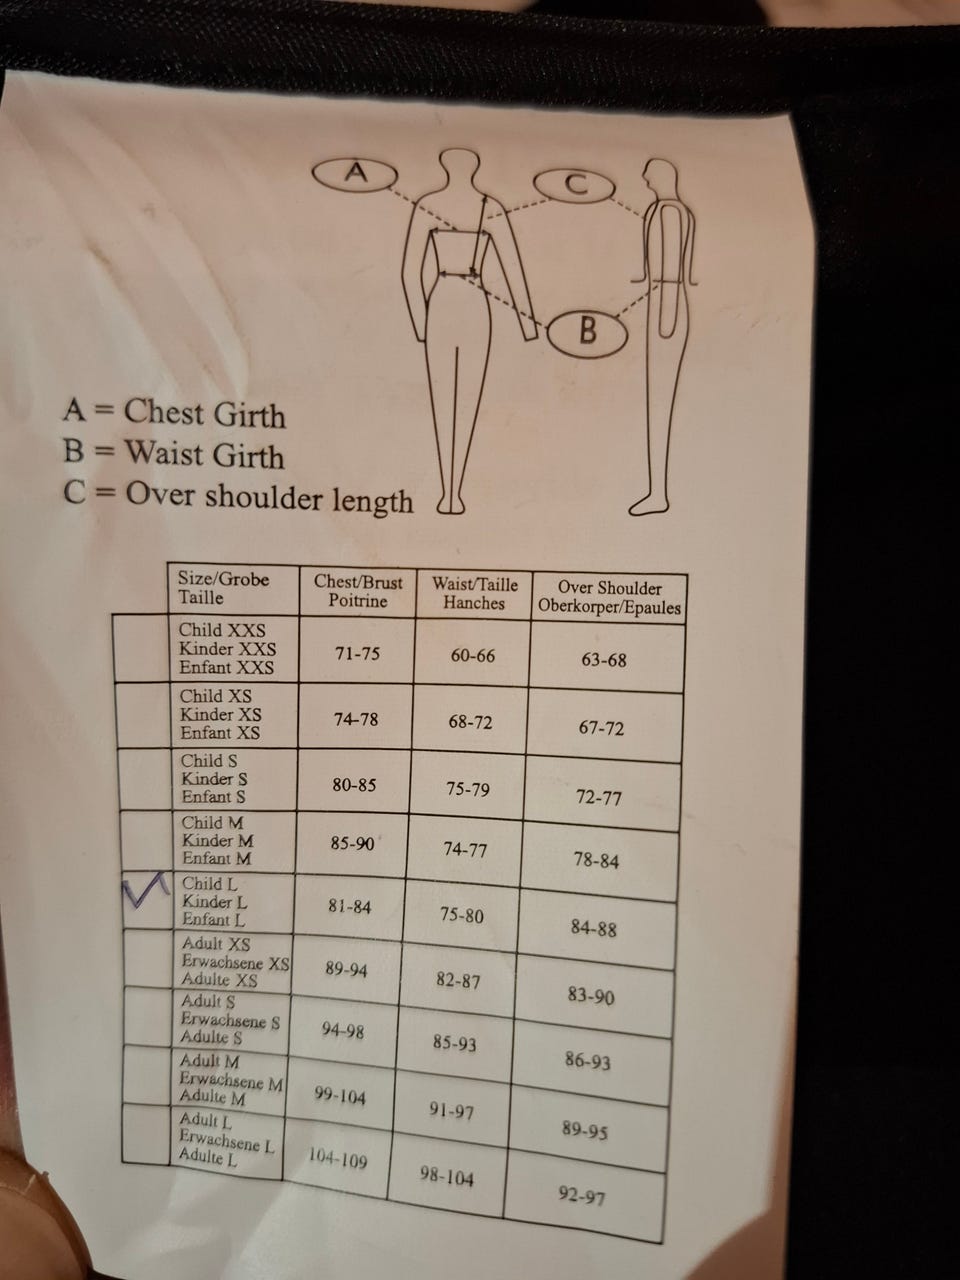 A
C
B
A = Chest Girth
B = Waist Girth
C = Over shoulder length
Size/Grobe
Taille
Chest/Brust
Poitrine
Waist/Taille
Hanches
Over Shoulder
Oberkorper/Epaules
Child XXS
Kinder XXS
Enfant XXS
71-75
60-66
63-68
Child XS
Kinder XS
Enfant XS
74-78
68-72
67-72
Child S
Kinder S
Enfant S
80-85
75-79
72-77
Child M
Kinder M
Enfant M
85-90
74-77
78-84
Child L
Kinder L
Enfant L
81-84
75-80
84-88
Adult XS
Erwachsene XS
Adulte XS
89-94
82-87
83-90
Adult S
Erwachsene S
Adulte S
94-98
85-93
86-93
Adult M
Erwachsene M
Adulte M
99-104
91-97
89-95
Adult L
Erwachsene L
Adulte L
104-109
98-104
92-97